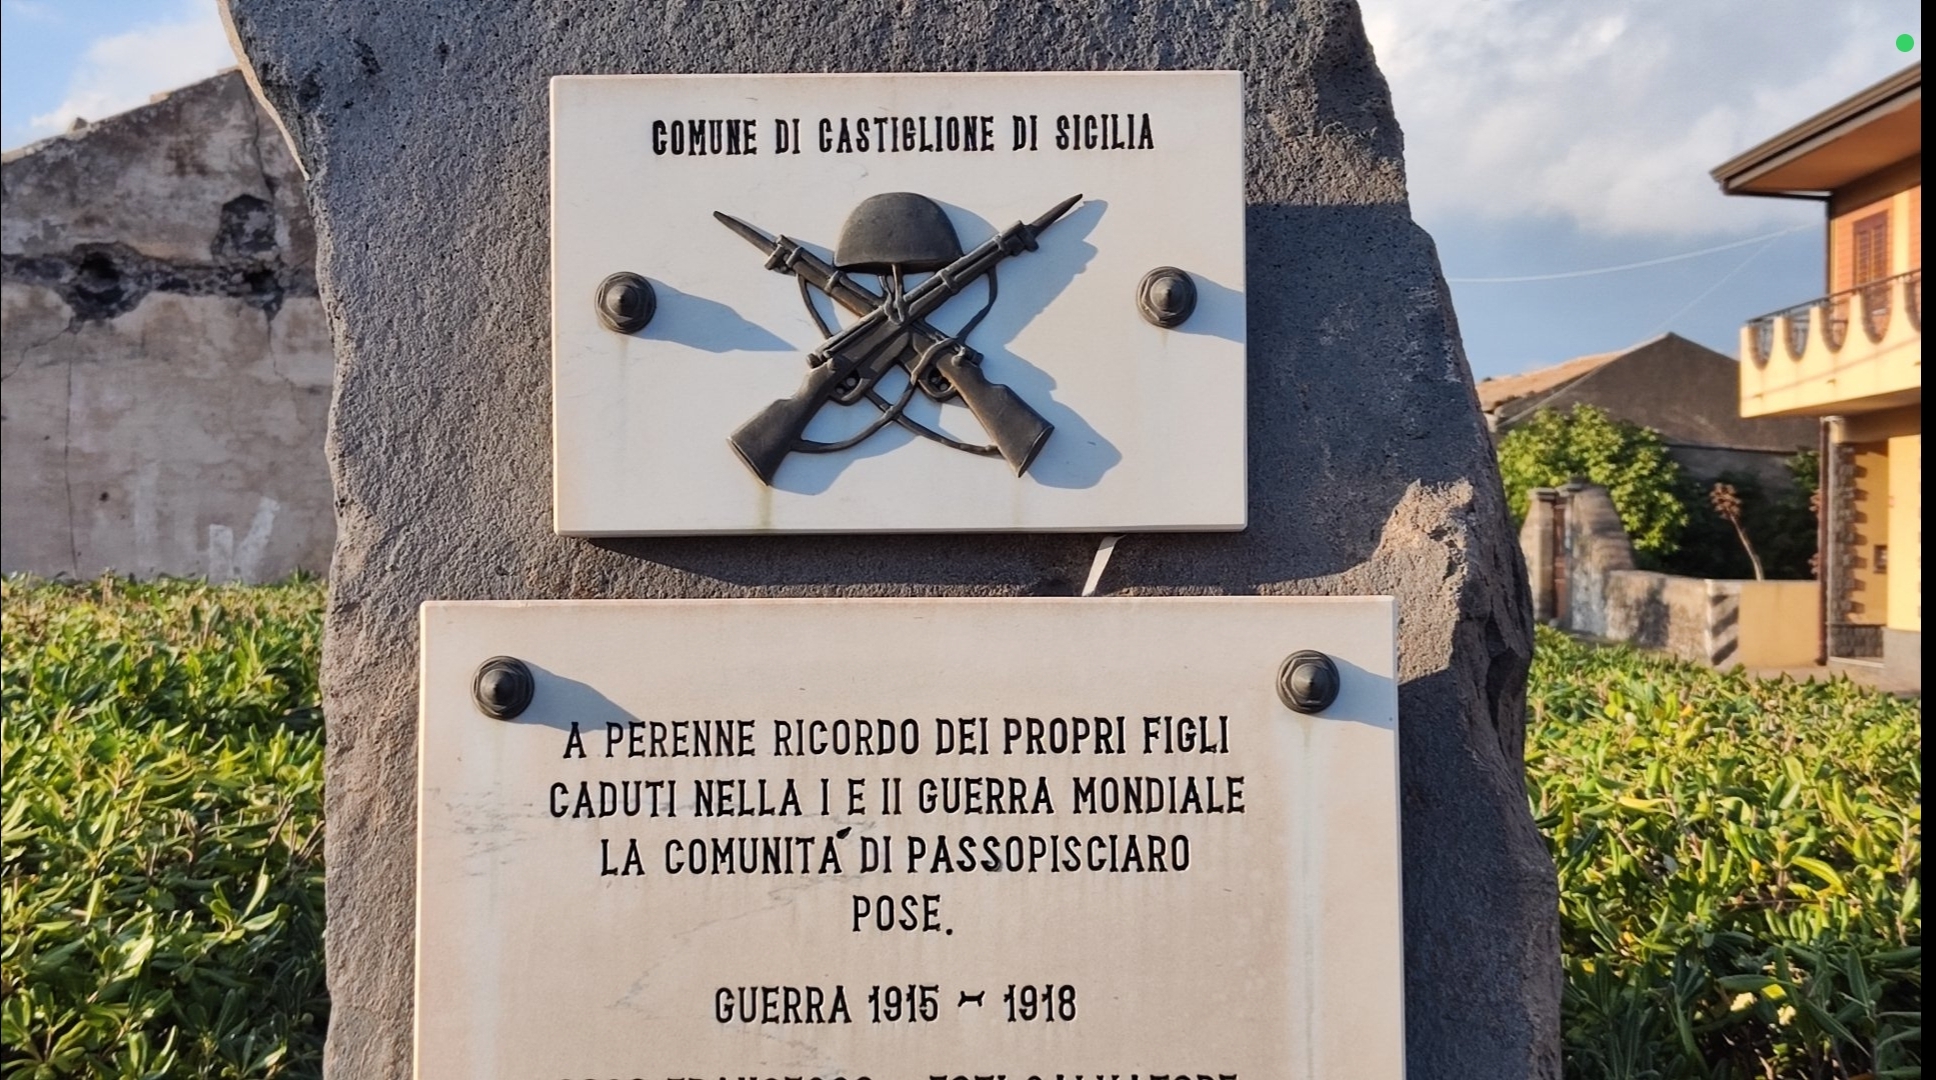 COMUNE DI CASTIGLIONE DI SICILIA
A PERENNE RICORDO DEI PROPRI FIGLI
CADUTI NELLA I E II GUERRA MONDIALE
LA COMUNITÁ DI PASSOPISCIARO
POSE.
GUERRA 1915 - 1918